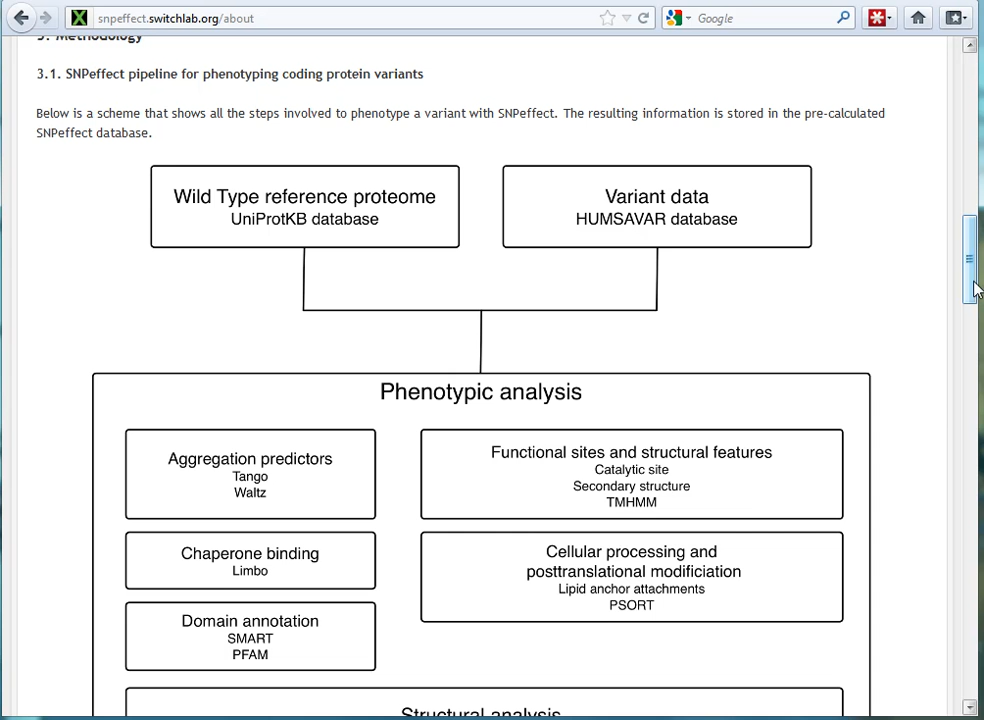 snpeffect.switchlab.org/about
Google
3. Methodology
3.1. SNPeffect pipeline for phenotyping coding protein variants
Below is a scheme that shows all the steps involved to phenotype a variant with SNPeffect. The resulting information is stored in the pre-calculated
SNPeffect database.
Wild Type reference proteome
UniProtKB database
Variant data
HUMSAVAR database
Phenotypic analysis
Aggregation predictors
Tango
Waltz
Functional sites and structural features
Catalytic site
Secondary structure
TMHMM
Chaperone binding
Limbo
Cellular processing and
posttranslational modificiation
Lipid anchor attachments
PSORT
Domain annotation
SMART
PFAM
Structural analysis